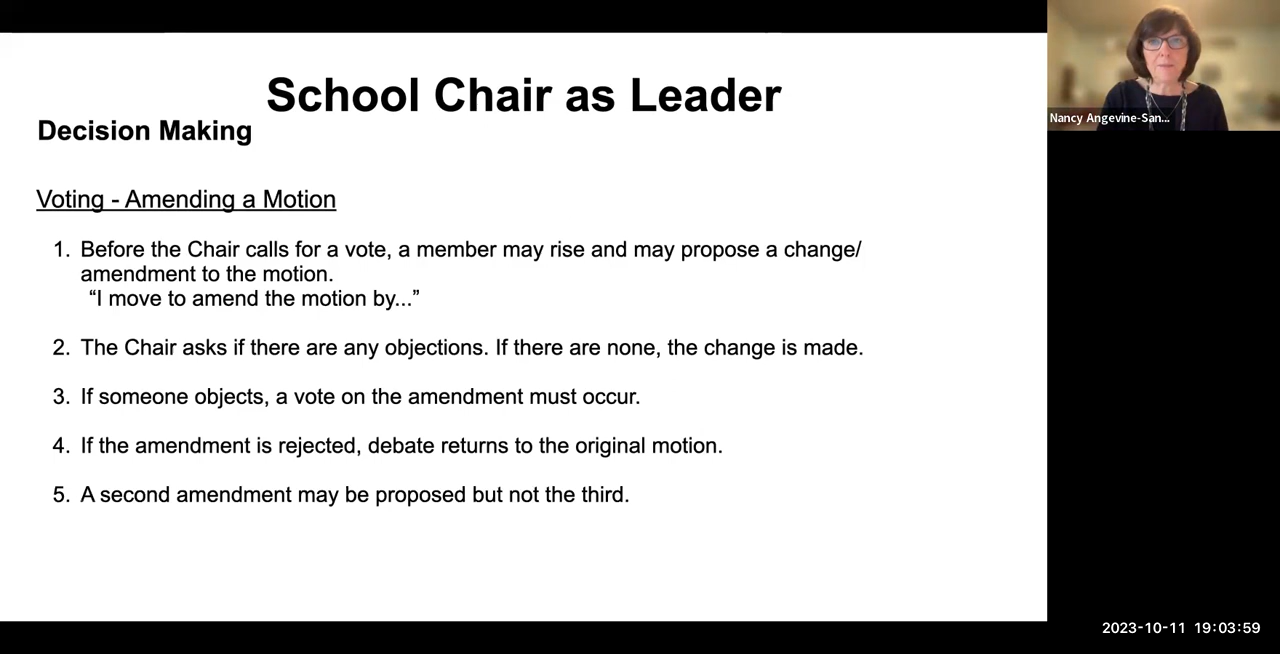 School Chair as Leader
Decision Making
Voting - Amending a Motion
1. Before the Chair calls for a vote, a member may rise and may propose a change/
amendment to the motion.
“I move to amend the motion by...”
2. The Chair asks if there are any objections. If there are none, the change is made.
3. If someone objects, a vote on the amendment must occur.
4. If the amendment is rejected, debate returns to the original motion.
5. A second amendment may be proposed but not the third.
Nancy Angevine-San...
2023-10-11 19:03:59